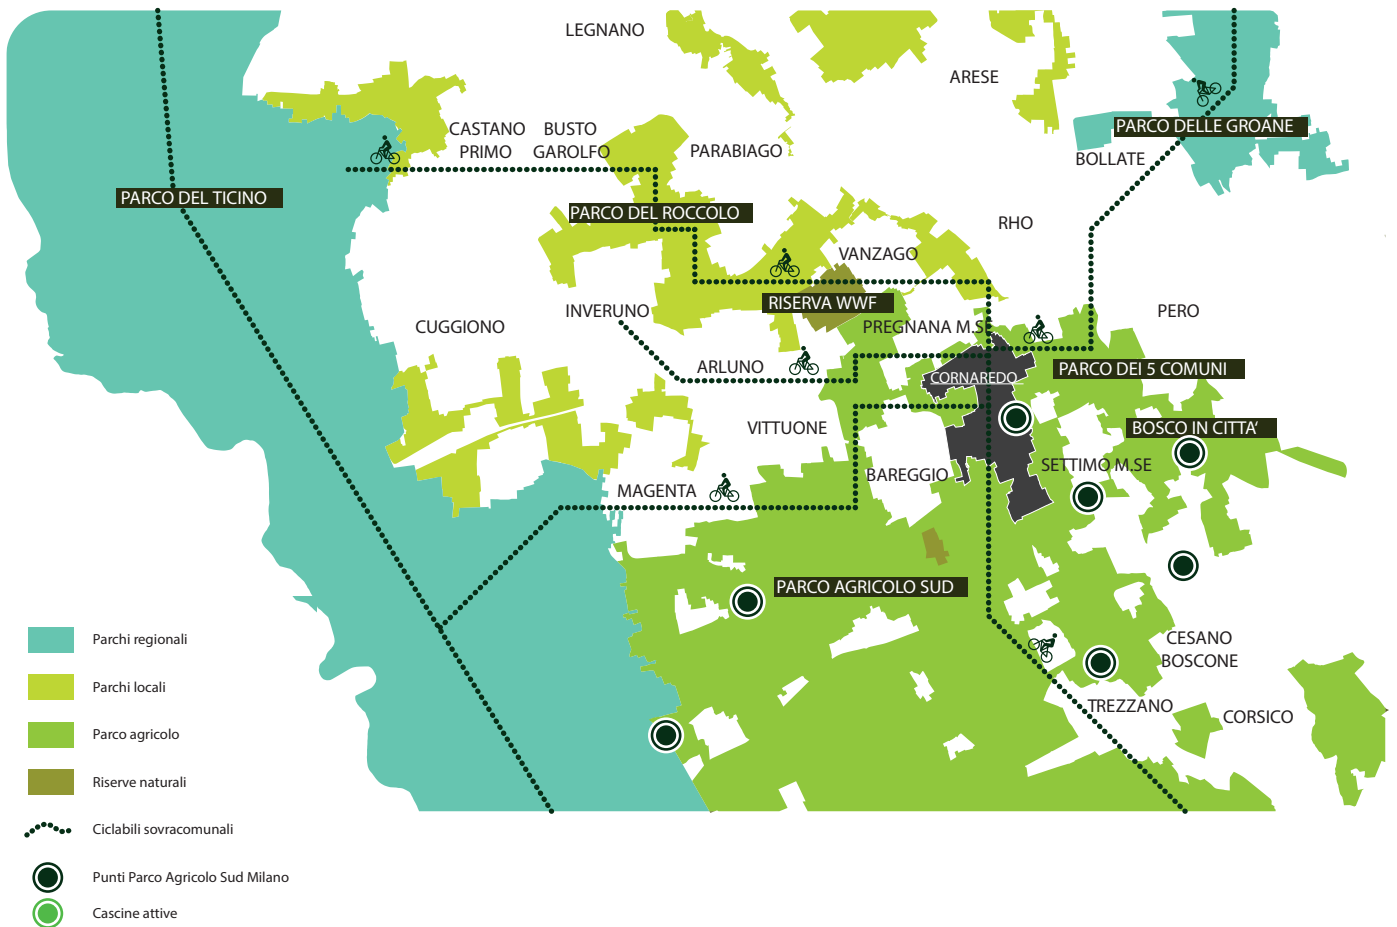 LEGNANO
ARESE
CASTANO
PRIMO
BUSTO
GAROLFO
PARABIAGO
PARCO DELLE GROANE
BOLLATE
PARCO DEL TICINO
PARCO DEL ROCCOLO
RHO
VANZAGO
RISERVA WWF
INVERUNO
CUGGIONO
PREGNANA M.SE
PERO
ARLUNO
CORNAREDO
PARCO DEI 5 COMUNI
VITTUONE
BOSCO IN CITTA'
BAREGGIO
SETTIMO M.SE
MAGENTA
PARCO AGRICOLO SUD
CESANO
BOSCONE
TREZZANO
CORSICO
Parchi regionali
Parchi locali
Parco agricolo
Riserve naturali
Ciclabili sovracomunali
Punti Parco Agricolo Sud Milano
Cascine attive